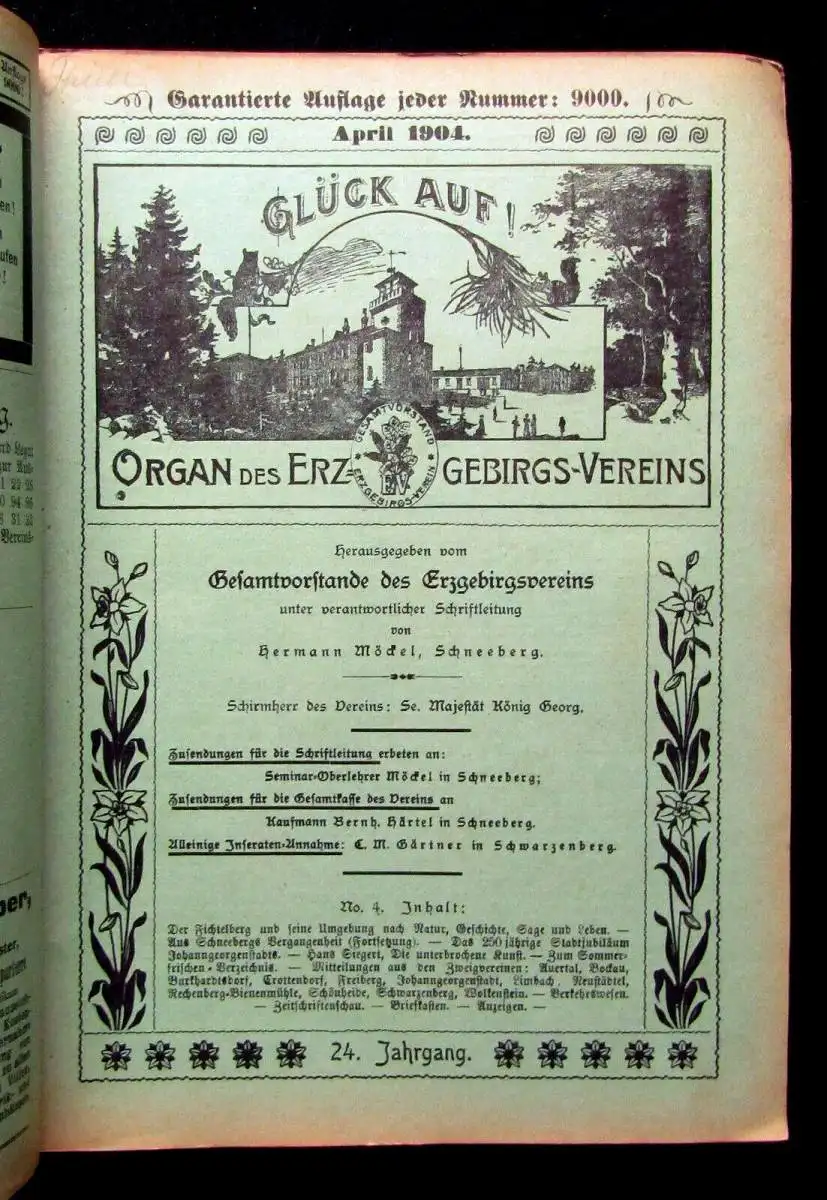 Garantierte Auflage jeder Nummer: 9000.
April 1904.
GLÜCK AUF!
GESAMTVORSTAND
ERZGEBIRGS-VEREIN
EV
ORGAN DES ERZ-GEBIRGS-VEREINS
Herausgegeben vom
Gesamtvorstande des Erzgebirgsvereins
unter verantwortlicher Schriftleitung
von
Hermann Möckel, Schneeberg.
Schirmherr des Vereins: Se. Majestät König Georg.
Zusendungen für die Schriftleitung erbeten an:
Seminar-Oberlehrer Möckel in Schneeberg;
Zusendungen für die Gesamtkasse des Vereins an
Kaufmann Bernh. Härtel in Schneeberg.
Alleinige Inseraten-Annahme: C. M. Gärtner in Schwarzenberg.
No. 4. Inhalt:
Der Fichtelberg und seine Umgebung nach Natur, Geschichte, Sage und Leben. —
Aus Schneebergs Vergangenheit (Fortsetzung). — Das 250 jährige Stadtjubiläum
Johanngeorgenstadts. — Hans Siegert, Die unterbrochene Kunst. — Zum Sommer-
frischen-Verzeichnis. — Mitteilungen aus den Zweigvereinen: Auertal, Bockau,
Burkhardtsdorf, Crottendorf, Freiberg, Johanngeorgenstadt, Limbach, Neustädtel,
Rechenberg-Bienenmühle, Schönheide, Schwarzenberg, Wolkenstein. — Verkehrswesen.
— Zeitschriftenschau. — Briefkasten. — Anzeigen. —
24. Jahrgang.